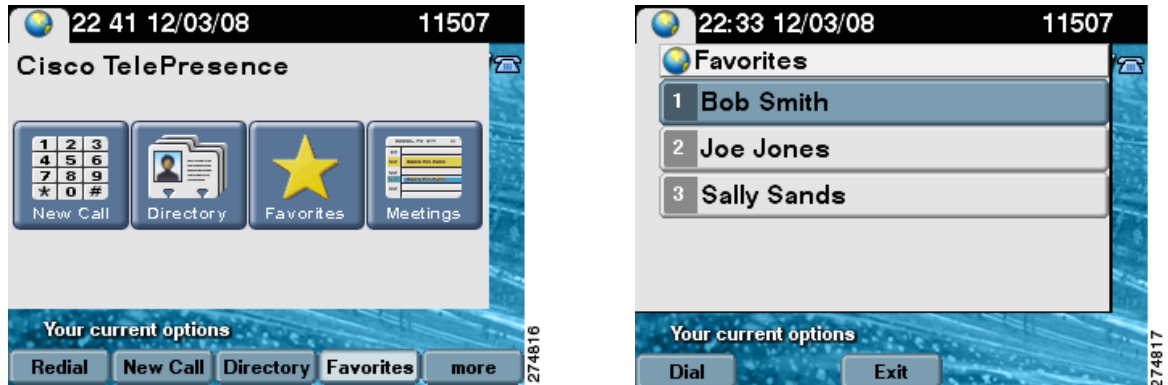 22 41 12/03/08 11507
Cisco TelePresence
1 2 3
4 5 6
7 8 9
* 0 #
New Call Directory Favorites Meetings
Your current options
Redial New Call Directory Favorites more
274816
22:33 12/03/08 11507
Favorites
1 Bob Smith
2 Joe Jones
3 Sally Sands
Your current options
Dial Exit
274817